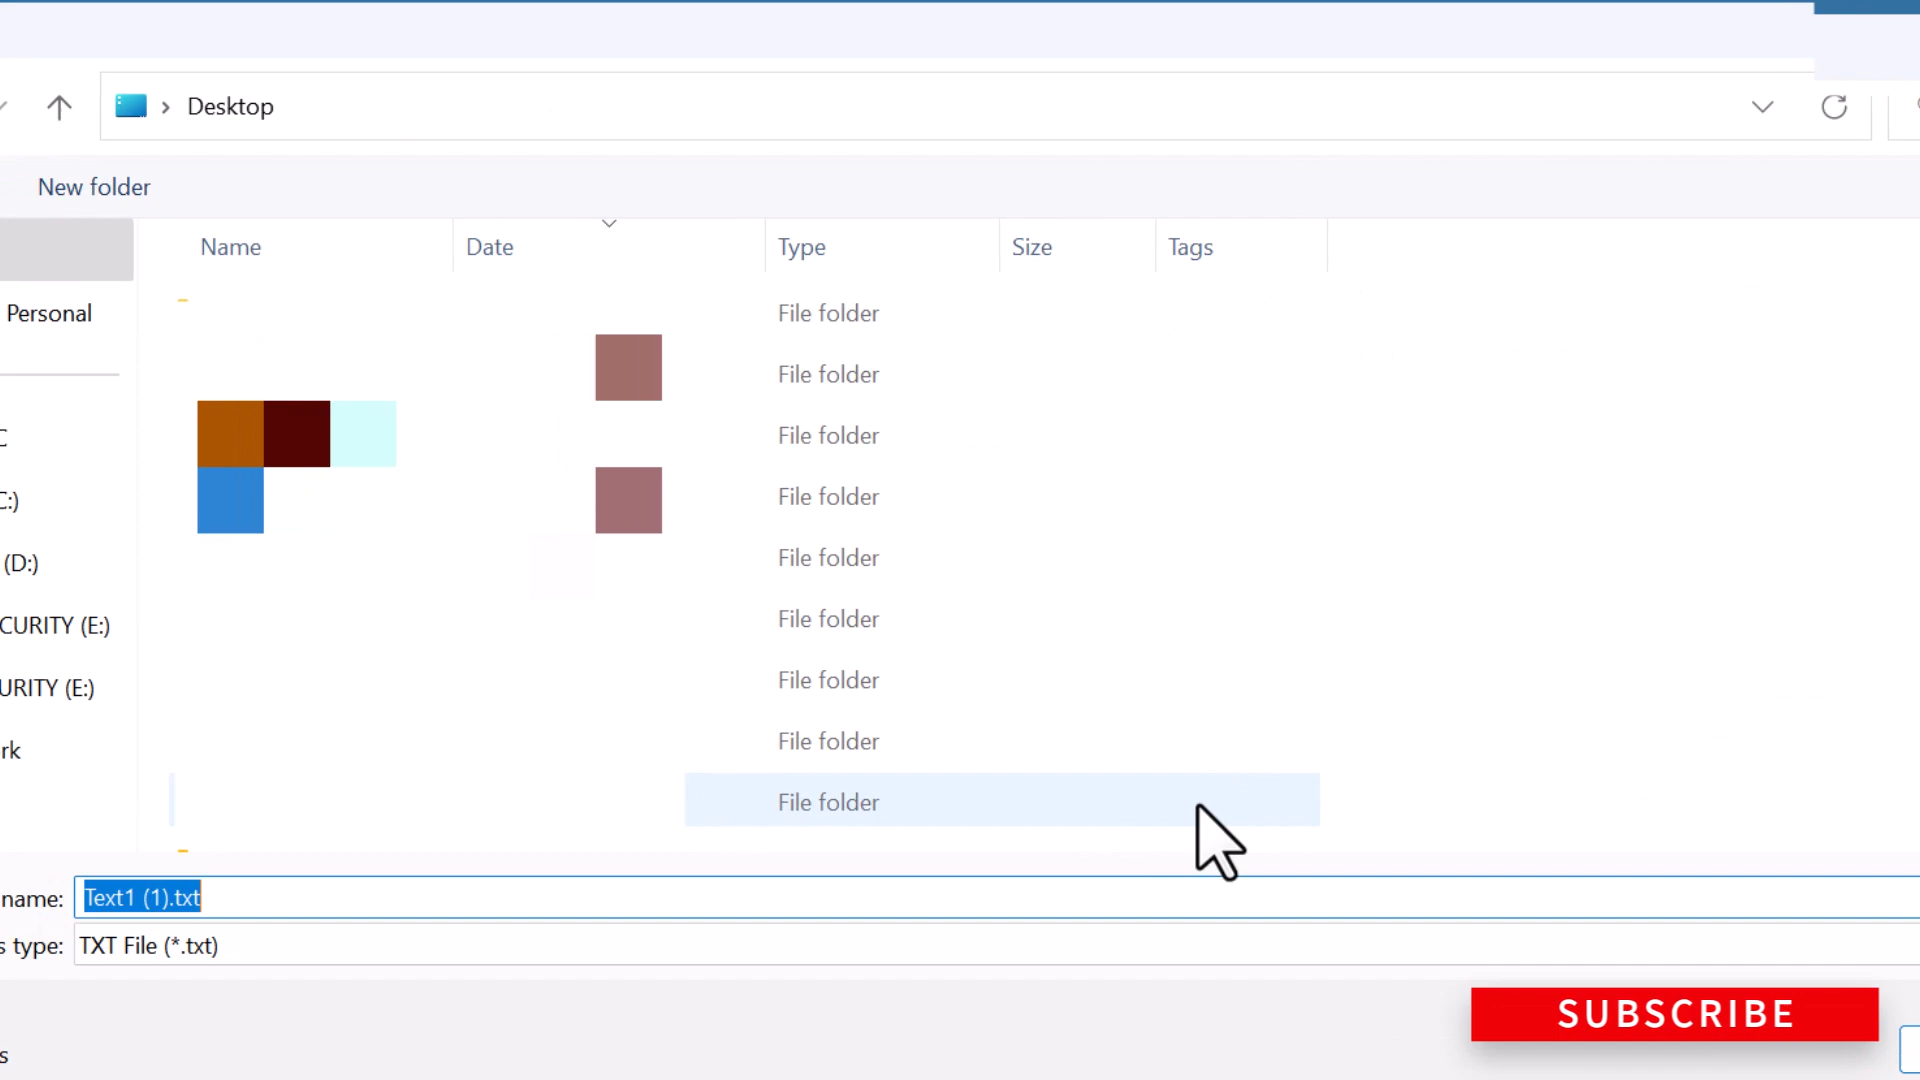 Desktop
New folder
Name Date Type Size Tags
Personal
File folder
File folder
File folder
C
File folder
C:)
File folder
(D:)
File folder
CURITY (E:)
File folder
URITY (E:)
File folder
rk
File folder
name: Text1 (1).txt
s type: TXT File (*.txt)
SUBSCRIBE
s